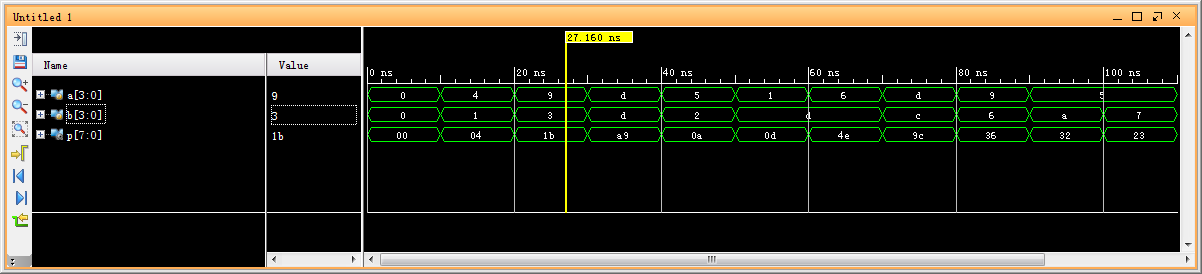 Untitled 1
27.160 ns
Name Value
0 ns 20 ns 40 ns 60 ns 80 ns 100 ns
a[3:0] 9 0 4 9 d 5 1 6 d 9 5
b[3:0] 3 0 1 3 d 2 d c 6 a 7
p[7:0] 1b 00 04 1b a9 0a 0d 4e 9c 36 32 23